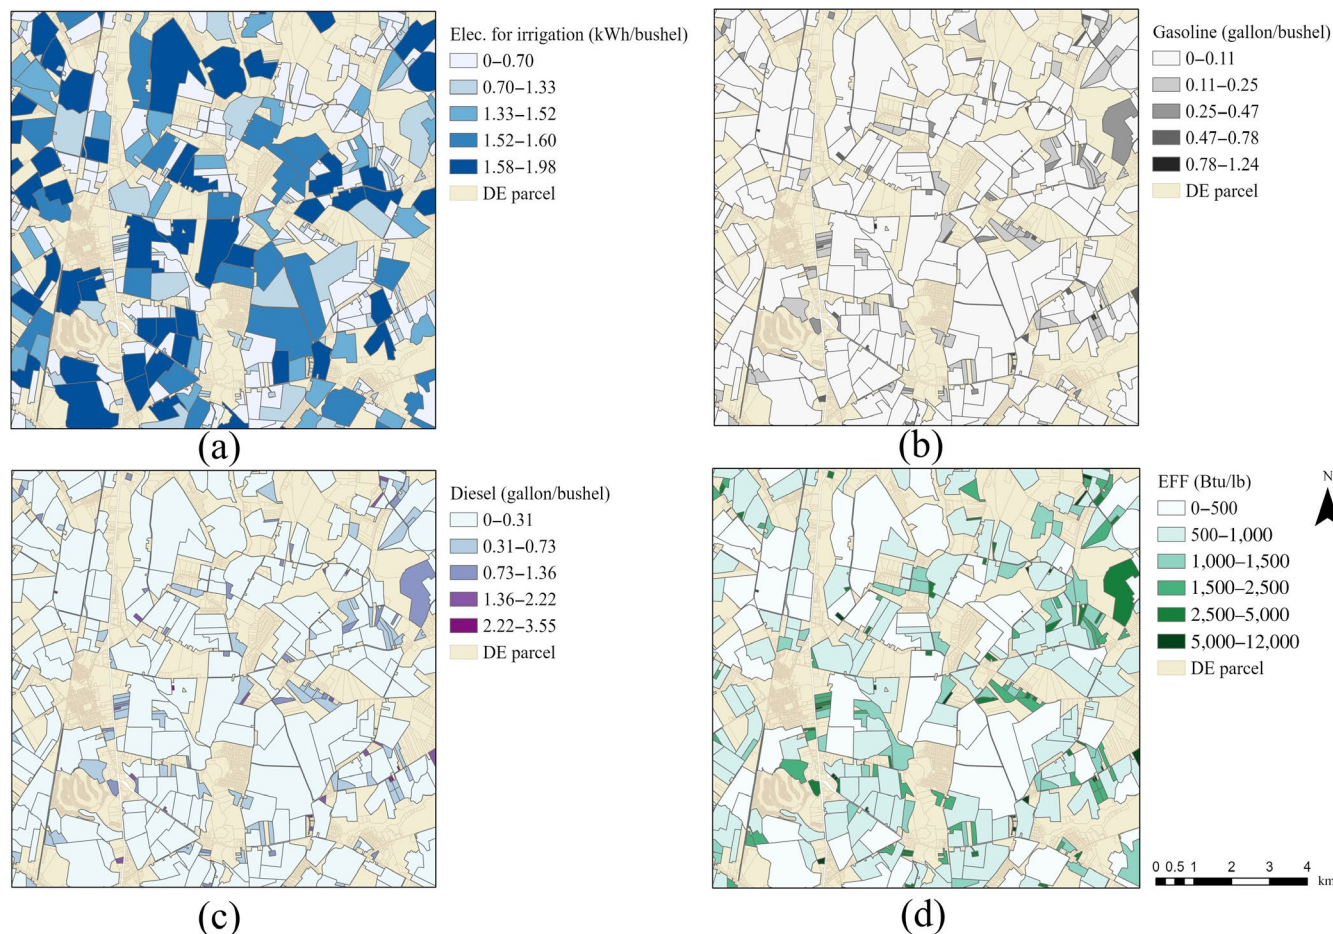 Elec. for irrigation (kWh/bushel)
0–0.70
0.70–1.33
1.33–1.52
1.52–1.60
1.58–1.98
DE parcel
(a)
Gasoline (gallon/bushel)
0–0.11
0.11–0.25
0.25–0.47
0.47–0.78
0.78–1.24
DE parcel
(b)
Diesel (gallon/bushel)
0–0.31
0.31–0.73
0.73–1.36
1.36–2.22
2.22–3.55
DE parcel
(c)
EFF (Btu/lb)
0–500
500–1,000
1,000–1,500
1,500–2,500
2,500–5,000
5,000–12,000
DE parcel
N
0 0.5 1 2 3 4
km
(d)